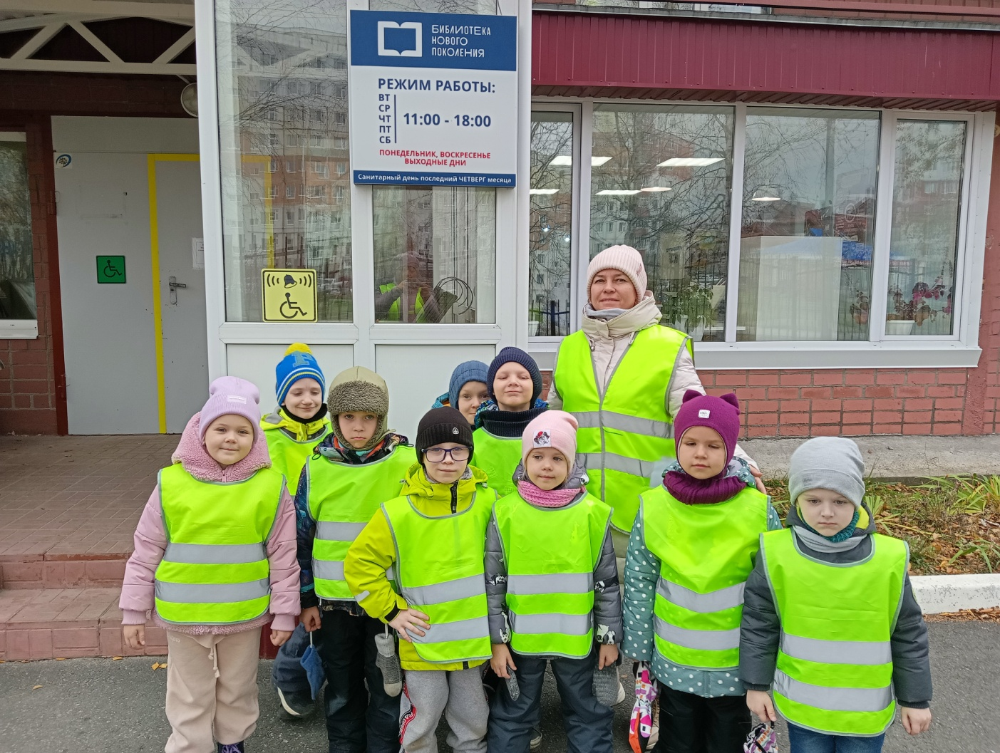 БИБЛИОТЕКА
НОВОГО
ПОКОЛЕНИЯ
РЕЖИМ РАБОТЫ:
ВТ
СР
ЧТ
ПТ
СБ
11:00 - 18:00
ПОНЕДЕЛЬНИК, ВОСКРЕСЕНЬЕ
ВЫХОДНЫЕ ДНИ
Санитарный день последний ЧЕТВЕРГ месяца